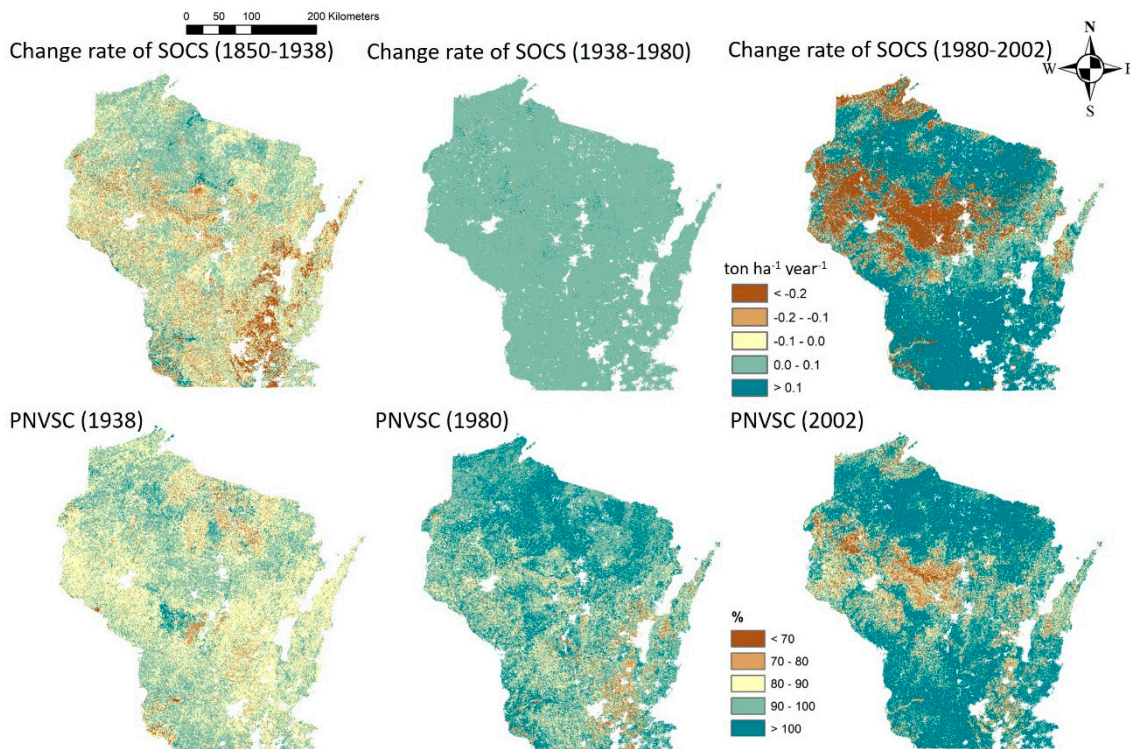 0 50 100 200 Kilometers
Change rate of SOCS (1850-1938)
Change rate of SOCS (1938-1980)
Change rate of SOCS (1980-2002)
N
W E
S
ton ha⁻¹ year⁻¹
< -0.2
-0.2 - -0.1
-0.1 - 0.0
0.0 - 0.1
> 0.1
PNVSC (1938)
PNVSC (1980)
PNVSC (2002)
%
< 70
70 - 80
80 - 90
90 - 100
> 100